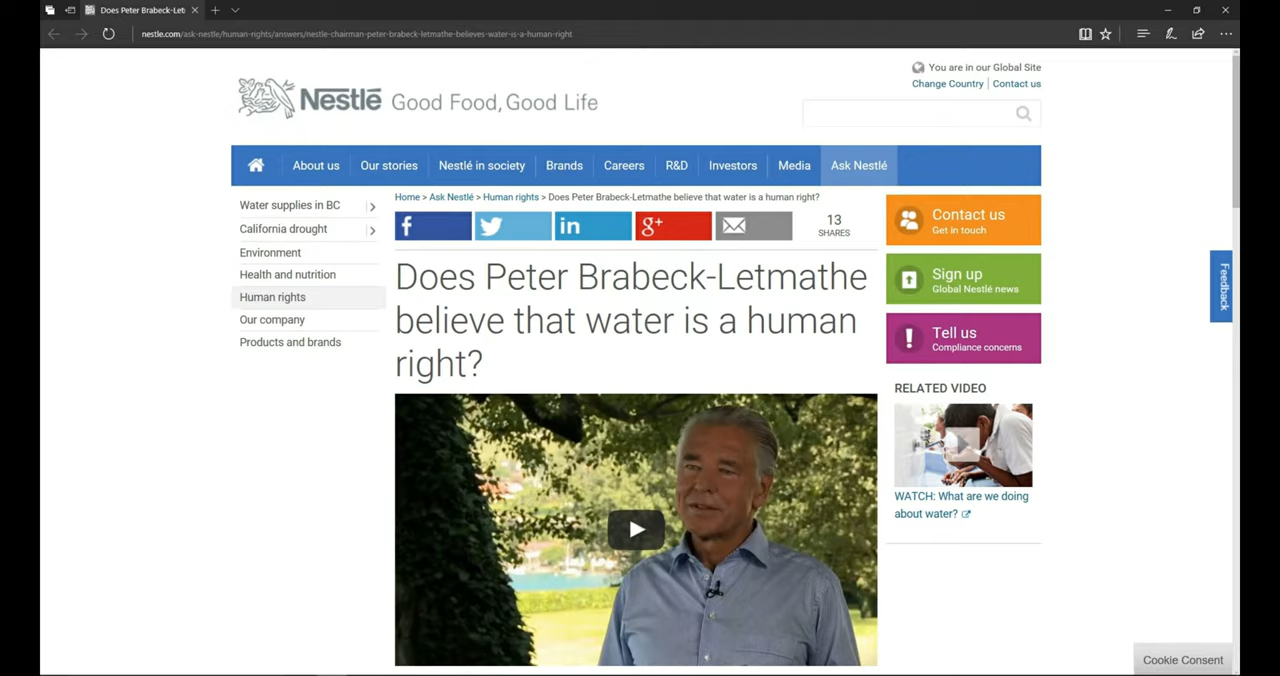 Does Peter Brabeck-Let
nestle.com/ask-nestle/human-rights/answers/nestle-chairman-peter-brabeck-letmathe-believes-water-is-a-human-right
You are in our Global Site
Change Country | Contact us
Nestlé Good Food, Good Life
About us Our stories Nestlé in society Brands Careers R&D Investors Media Ask Nestlé
Home > Ask Nestlé > Human rights > Does Peter Brabeck-Letmathe believe that water is a human right?
Water supplies in BC
California drought
Environment
Health and nutrition
Human rights
Our company
Products and brands
f in g+
13
SHARES
Does Peter Brabeck-Letmathe
believe that water is a human
right?
Contact us
Get in touch
Sign up
Global Nestlé news
Tell us
Compliance concerns
RELATED VIDEO
WATCH: What are we doing
about water?
Feedback
Cookie Consent